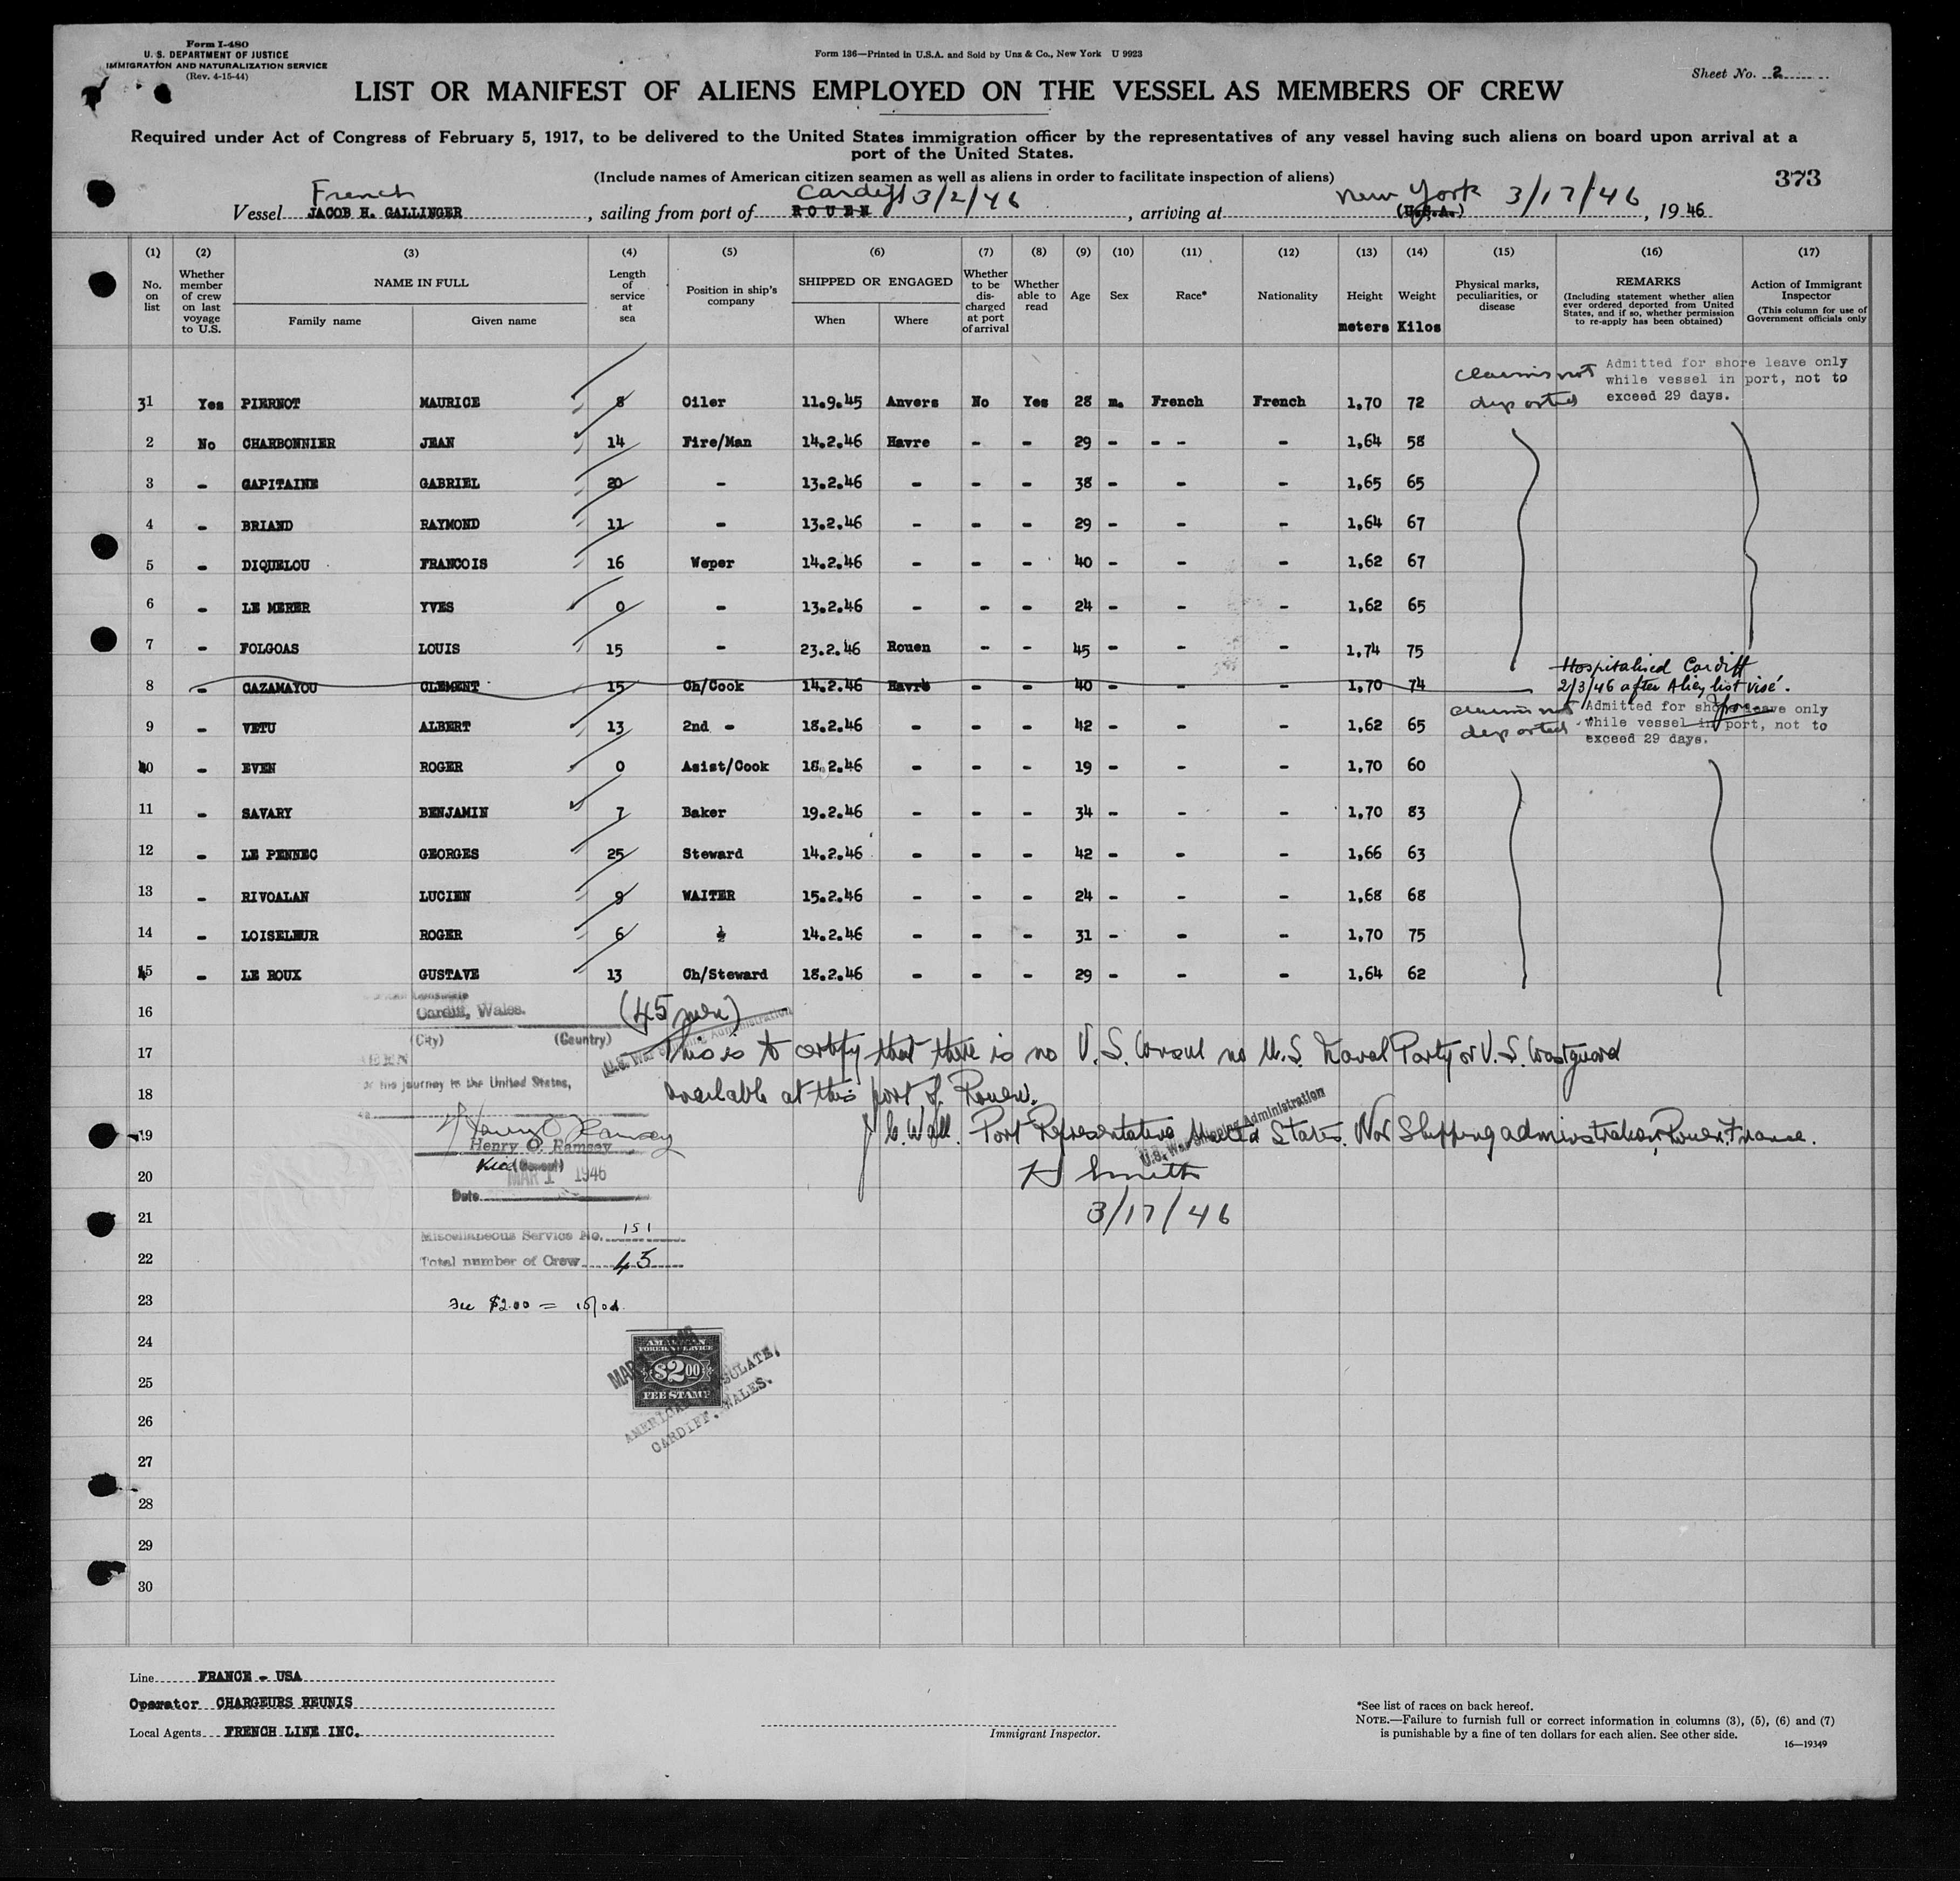 Form I-480
U. S. DEPARTMENT OF JUSTICE
IMMIGRATION AND NATURALIZATION SERVICE
(Rev. 4-15-44)
Form 136—Printed in U.S.A. and Sold by Unz & Co., New York U 9923
Sheet No. 2
LIST OR MANIFEST OF ALIENS EMPLOYED ON THE VESSEL AS MEMBERS OF CREW
Required under Act of Congress of February 5, 1917, to be delivered to the United States immigration officer by the representatives of any vessel having such aliens on board upon arrival at a
port of the United States.
(Include names of American citizen seamen as well as aliens in order to facilitate inspection of aliens)
373
French Cardiff 3/2/46 New York 3/17/46
Vessel JACOB H. GALLINGER, sailing from port of ROUEN, arriving at (U.S.A.), 19 46
(1) (2) (3) (4) (5) (6) (7) (8) (9) (10) (11) (12) (13) (14) (15) (16) (17)
No. on list
Whether member of crew on last voyage to U.S.
NAME IN FULL
Family name Given name
Length of service at sea
Position in ship's company
SHIPPED OR ENGAGED
When Where
Whether to be discharged at port of arrival
Whether able to read
Age
Sex
Race*
Nationality
Height meters
Weight Kilos
Physical marks, peculiarities, or disease
REMARKS
(Including statement whether alien ever ordered deported from United States, and if so, whether permission to re-apply has been obtained)
Action of Immigrant Inspector
(This column for use of Government officials only
31 Yes PIERNOT MAURICE 8 Oiler 11.9.45 Anvers No Yes 28 m. French French 1,70 72 claims not deported Admitted for shore leave only while vessel in port, not to exceed 29 days.
2 No CHARBONNIER JEAN 14 Fire/Man 14.2.46 Havre - - 29 - - - - 1,64 58
3 - CAPITAINE GABRIEL 20 - 13.2.46 - - - 38 - - - 1,65 65
4 - BRIAND RAYMOND 11 - 13.2.46 - - - 29 - - - 1,64 67
5 - DIQUELOU FRANCOIS 16 Weper 14.2.46 - - - 40 - - - 1,62 67
6 - LE MERER YVES 0 - 13.2.46 - - - 24 - - - 1,62 65
7 - FOLGOAS LOUIS 15 - 23.2.46 Rouen - - 45 - - - 1,74 75
8 - CAZAMAYOU CLEMENT 15 Ch/Cook 14.2.46 Havre - - 40 - - - 1,70 74 Hospitalised Cardiff 2/3/46 after Alien list visé.
9 - VETU ALBERT 13 2nd - 18.2.46 - - - 42 - - - 1,62 65 claims not deported Admitted for shore leave only while vessel in port, not to exceed 29 days.
40 - EVEN ROGER 0 Asist/Cook 18.2.46 - - - 19 - - - 1,70 60
11 - SAVARY BENJAMIN 7 Baker 19.2.46 - - - 34 - - - 1,70 83
12 - LE PENNEC GEORGES 25 Steward 14.2.46 - - - 42 - - - 1,66 63
13 - RIVOALAN LUCIEN 9 WAITER 15.2.46 - - - 24 - - - 1,68 68
14 - LOISELEUR ROGER 6 - 14.2.46 - - - 31 - - - 1,70 75
45 - LE ROUX GUSTAVE 13 Ch/Steward 18.2.46 - - - 29 - - - 1,64 62
16 Cardiff, Wales. (45 men)
(City) (Country)
U.S. War Shipping Administration
17 This is to certify that there is no U.S. Consul no U.S. Naval Party or U.S. Coastguard
the journey to the United States,
18 available at this port of Rouen.
19 Wall. Port Representative United States War Shipping administration, Rouen, France.
U.S. War Shipping Administration
Henry O. Ramsey
Henry O. Ramsey
Vice (Consul)
20 Smith
MAR 1 1946
Date
21 3/17/46
Miscellaneous Service No. 151
22
Total number of Crew 45
23
Fee $2.00 =
24
AMERICAN FOREIGN SERVICE
$2.00
FEE STAMP
25
AMERICAN CONSULATE,
CARDIFF, WALES.
26
27
28
29
30
Line FRANCE - USA
Operator CHARGEURS REUNIS
Local Agents FRENCH LINE INC.
Immigrant Inspector.
*See list of races on back hereof.
NOTE.—Failure to furnish full or correct information in columns (3), (5), (6) and (7)
is punishable by a fine of ten dollars for each alien. See other side.
16—19349